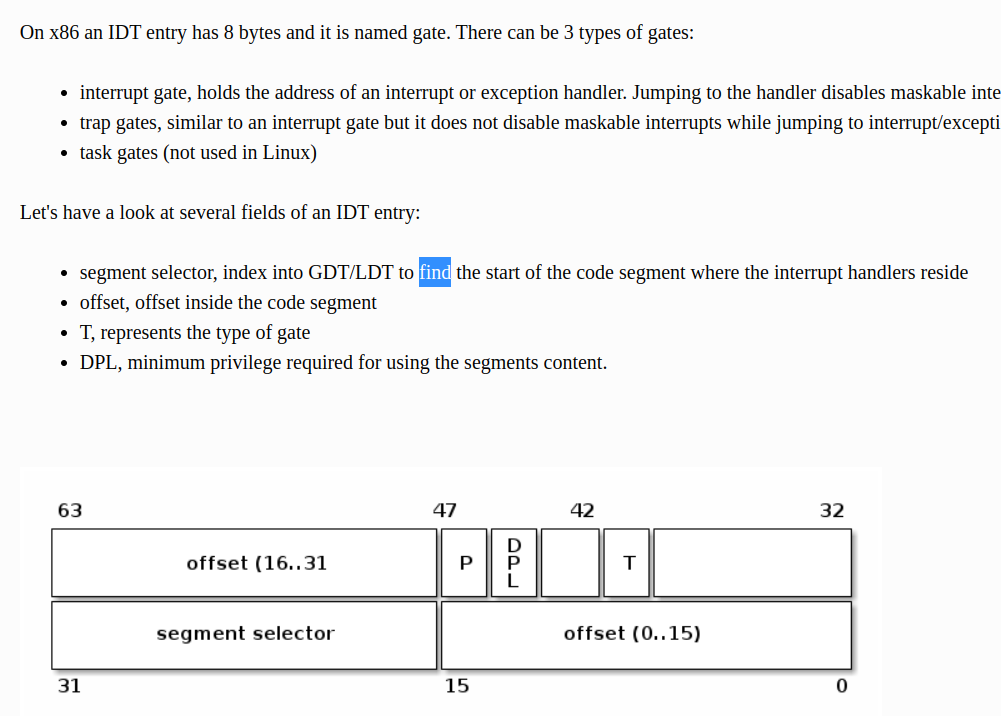 On x86 an IDT entry has 8 bytes and it is named gate. There can be 3 types of gates:
interrupt gate, holds the address of an interrupt or exception handler. Jumping to the handler disables maskable inte
trap gates, similar to an interrupt gate but it does not disable maskable interrupts while jumping to interrupt/excepti
task gates (not used in Linux)
Let's have a look at several fields of an IDT entry:
segment selector, index into GDT/LDT to find the start of the code segment where the interrupt handlers reside
offset, offset inside the code segment
T, represents the type of gate
DPL, minimum privilege required for using the segments content.
63 47 42 32
offset (16..31 P DPL T
segment selector offset (0..15)
31 15 0